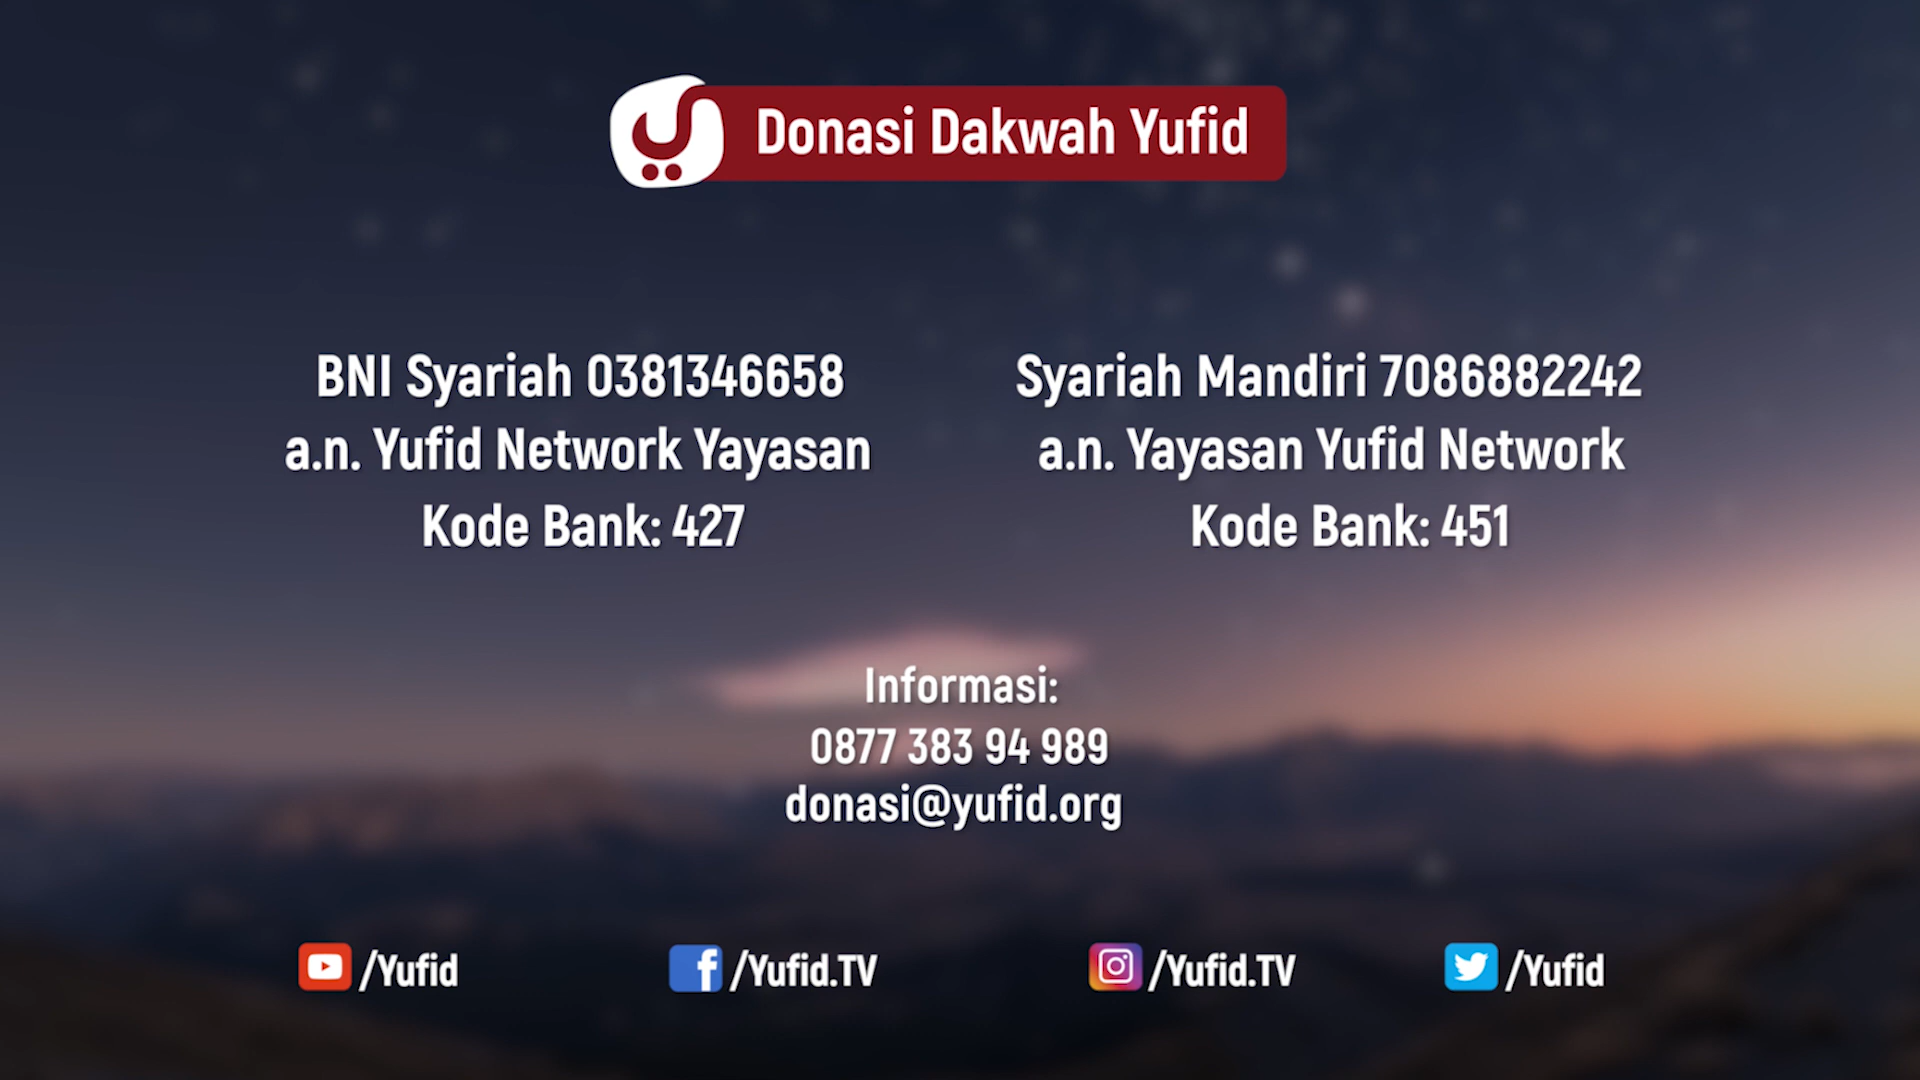 Donasi Dakwah Yufid
BNI Syariah 0381346658
a.n. Yufid Network Yayasan
Kode Bank: 427
Syariah Mandiri 7086882242
a.n. Yayasan Yufid Network
Kode Bank: 451
Informasi:
0877 383 94 989
donasi@yufid.org
/Yufid
/Yufid.TV
/Yufid.TV
/Yufid